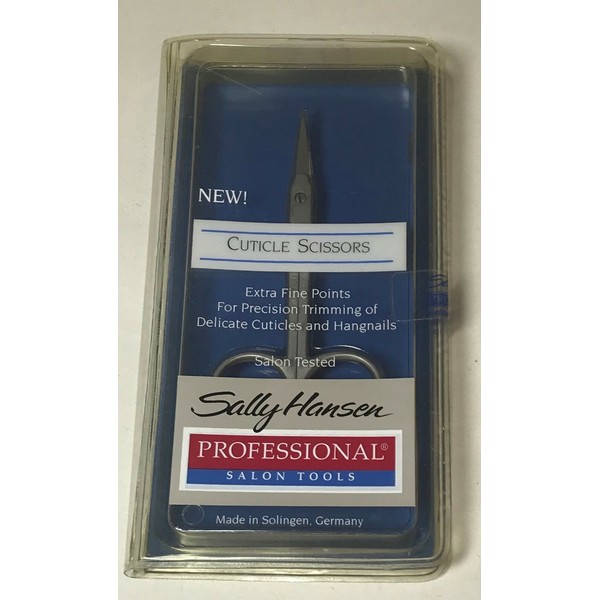 NEW!
CUTICLE SCISSORS
Extra Fine Points
For Precision Trimming of
Delicate Cuticles and Hangnails
Salon Tested
Sally Hansen
PROFESSIONAL®
SALON TOOLS
Made in Solingen, Germany